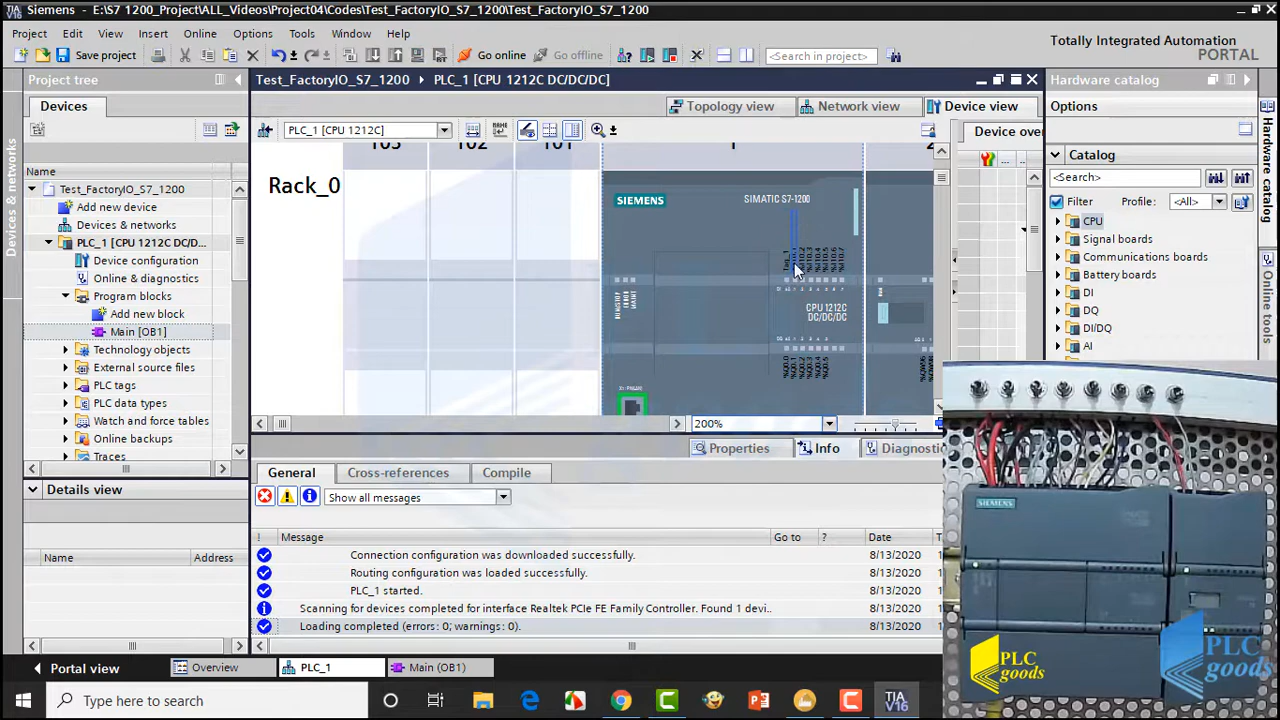 Siemens - E:\S7 1200_Project\ALL_Videos\Project04\Codes\Test_FactoryIO_S7_1200\Test_FactoryIO_S7_1200
Project Edit View Insert Online Options Tools Window Help
Totally Integrated Automation
PORTAL
Save project Go online Go offline <Search in project>
Project tree
Test_FactoryIO_S7_1200 PLC_1 [CPU 1212C DC/DC/DC]
Hardware catalog
Devices
Topology view Network view Device view
Options
PLC_1 [CPU 1212C]
Device over
Catalog
103 102 101 1
<Search>
Name
Test_FactoryIO_S7_1200
Rack_0
Filter Profile: <All>
Add new device
Devices & networks
PLC_1 [CPU 1212C DC/D...
Device configuration
Online & diagnostics
Program blocks
Add new block
Main [OB1]
Technology objects
External source files
PLC tags
PLC data types
Watch and force tables
Online backups
Traces
SIEMENS
SIMATIC S7-1200
CPU 1212C
DC/DC/DC
CPU
Signal boards
Communications boards
Battery boards
DI
DQ
DI/DQ
AI
Devices & networks
Hardware catalog
Online tools
200%
Properties Info Diagnostic
General Cross-references Compile
Show all messages
Details view
Name Address
! Message Go to ? Date
Connection configuration was downloaded successfully. 8/13/2020
Routing configuration was loaded successfully. 8/13/2020
PLC_1 started. 8/13/2020
Scanning for devices completed for interface Realtek PCIe FE Family Controller. Found 1 devi.. 8/13/2020
Loading completed (errors: 0; warnings: 0). 8/13/2020
SIEMENS
PLC
goods
PLC
goods
Portal view Overview PLC_1 Main (OB1)
Type here to search
TIA
V16